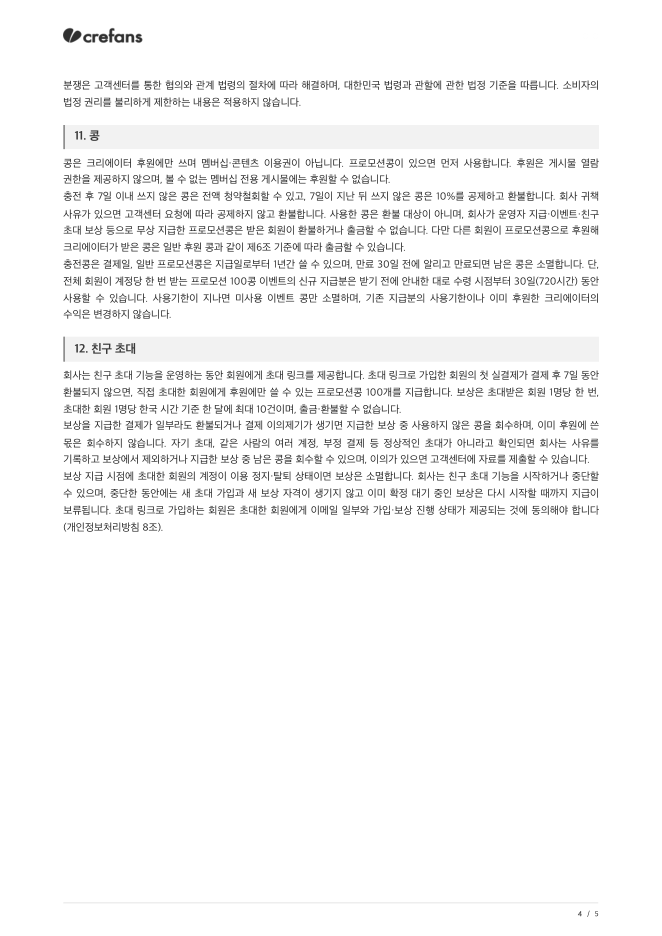 crefans
분쟁은 고객센터를 통한 협의와 관계 법령의 절차에 따라 해결하며, 대한민국 법령과 관할에 관한 법정 기준을 따릅니다. 소비자의
법정 권리를 불리하게 제한하는 내용은 적용하지 않습니다.
11. 콩
콩은 크리에이터 후원에만 쓰며 멤버십·콘텐츠 이용권이 아닙니다. 프로모션콩이 있으면 먼저 사용합니다. 후원은 게시물 열람
권한을 제공하지 않으며, 볼 수 없는 멤버십 전용 게시물에는 후원할 수 없습니다.
충전 후 7일 이내 쓰지 않은 콩은 전액 청약철회할 수 있고, 7일이 지난 뒤 쓰지 않은 콩은 10%를 공제하고 환불합니다. 회사 귀책
사유가 있으면 고객센터 요청에 따라 공제하지 않고 환불합니다. 사용한 콩은 환불 대상이 아니며, 회사가 운영자 지급·이벤트·친구
초대 보상 등으로 무상 지급한 프로모션콩은 받은 회원이 환불하거나 출금할 수 없습니다. 다만 다른 회원이 프로모션콩으로 후원해
크리에이터가 받은 콩은 일반 후원 콩과 같이 제6조 기준에 따라 출금할 수 있습니다.
충전콩은 결제일, 일반 프로모션콩은 지급일로부터 1년간 쓸 수 있으며, 만료 30일 전에 알리고 만료되면 남은 콩은 소멸합니다. 단,
전체 회원이 계정당 한 번 받는 프로모션 100콩 이벤트의 신규 지급분은 받기 전에 안내한 대로 수령 시점부터 30일(720시간) 동안
사용할 수 있습니다. 사용기한이 지나면 미사용 이벤트 콩만 소멸하며, 기존 지급분의 사용기한이나 이미 후원한 크리에이터의
수익은 변경하지 않습니다.
12. 친구 초대
회사는 친구 초대 기능을 운영하는 동안 회원에게 초대 링크를 제공합니다. 초대 링크로 가입한 회원의 첫 실결제가 결제 후 7일 동안
환불되지 않으면, 직접 초대한 회원에게 후원에만 쓸 수 있는 프로모션콩 100개를 지급합니다. 보상은 초대받은 회원 1명당 한 번,
초대한 회원 1명당 한국 시간 기준 한 달에 최대 10건이며, 출금·환불할 수 없습니다.
보상을 지급한 결제가 일부라도 환불되거나 결제 이의제기가 생기면 지급한 보상 중 사용하지 않은 콩을 회수하며, 이미 후원에 쓴
몫은 회수하지 않습니다. 자기 초대, 같은 사람의 여러 계정, 부정 결제 등 정상적인 초대가 아니라고 확인되면 회사는 사유를
기록하고 보상에서 제외하거나 지급한 보상 중 남은 콩을 회수할 수 있으며, 이의가 있으면 고객센터에 자료를 제출할 수 있습니다.
보상 지급 시점에 초대한 회원의 계정이 이용 정지·탈퇴 상태이면 보상은 소멸합니다. 회사는 친구 초대 기능을 시작하거나 중단할
수 있으며, 중단한 동안에는 새 초대 가입과 새 보상 자격이 생기지 않고 이미 확정 대기 중인 보상은 다시 시작할 때까지 지급이
보류됩니다. 초대 링크로 가입하는 회원은 초대한 회원에게 이메일 일부와 가입·보상 진행 상태가 제공되는 것에 동의해야 합니다
(개인정보처리방침 8조).
4 / 5